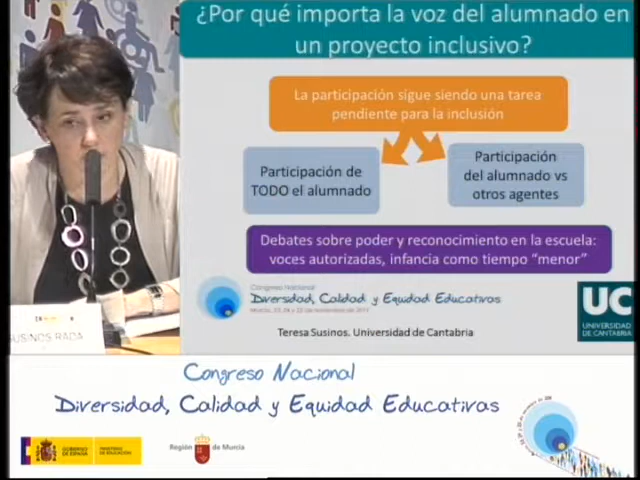 ¿Por qué importa la voz del alumnado en
un proyecto inclusivo?
La participación sigue siendo una tarea
pendiente para la inclusión
Participación de
TODO el alumnado
Participación
del alumnado vs
otros agentes
Debates sobre poder y reconocimiento en la escuela:
voces autorizadas, infancia como tiempo “menor”
Congreso Nacional
Diversidad, Calidad y Equidad Educativas
Teresa Susinos. Universidad de Cantabria
UC
UNIVERSIDAD
DE CANTABRIA
SUSINOS RADA
Congreso Nacional
Diversidad, Calidad y Equidad Educativas
GOBIERNO
DE ESPAÑA
MINISTERIO
DE EDUCACIÓN
Región de Murcia